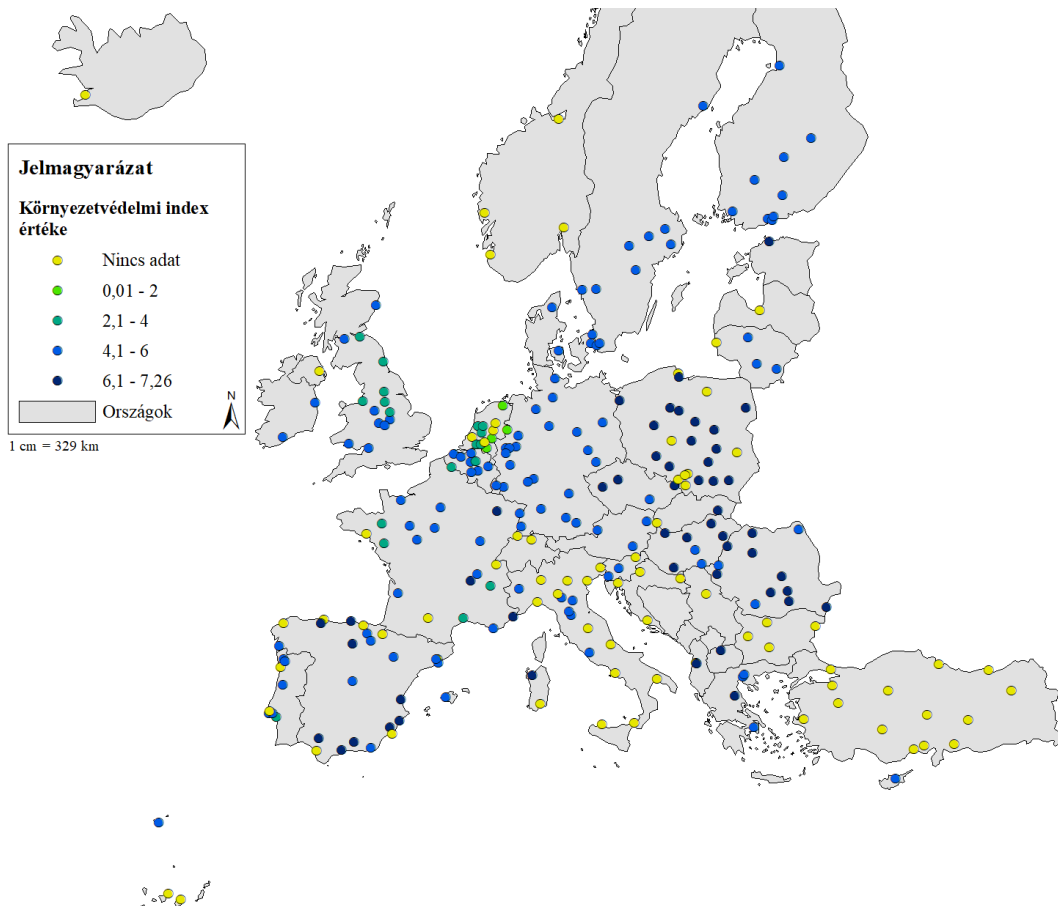 Jelmagyarázat
Környezetvédelmi index
értéke
Nincs adat
0,01 - 2
2,1 - 4
4,1 - 6
6,1 - 7,26
Országok
N
1 cm = 329 km